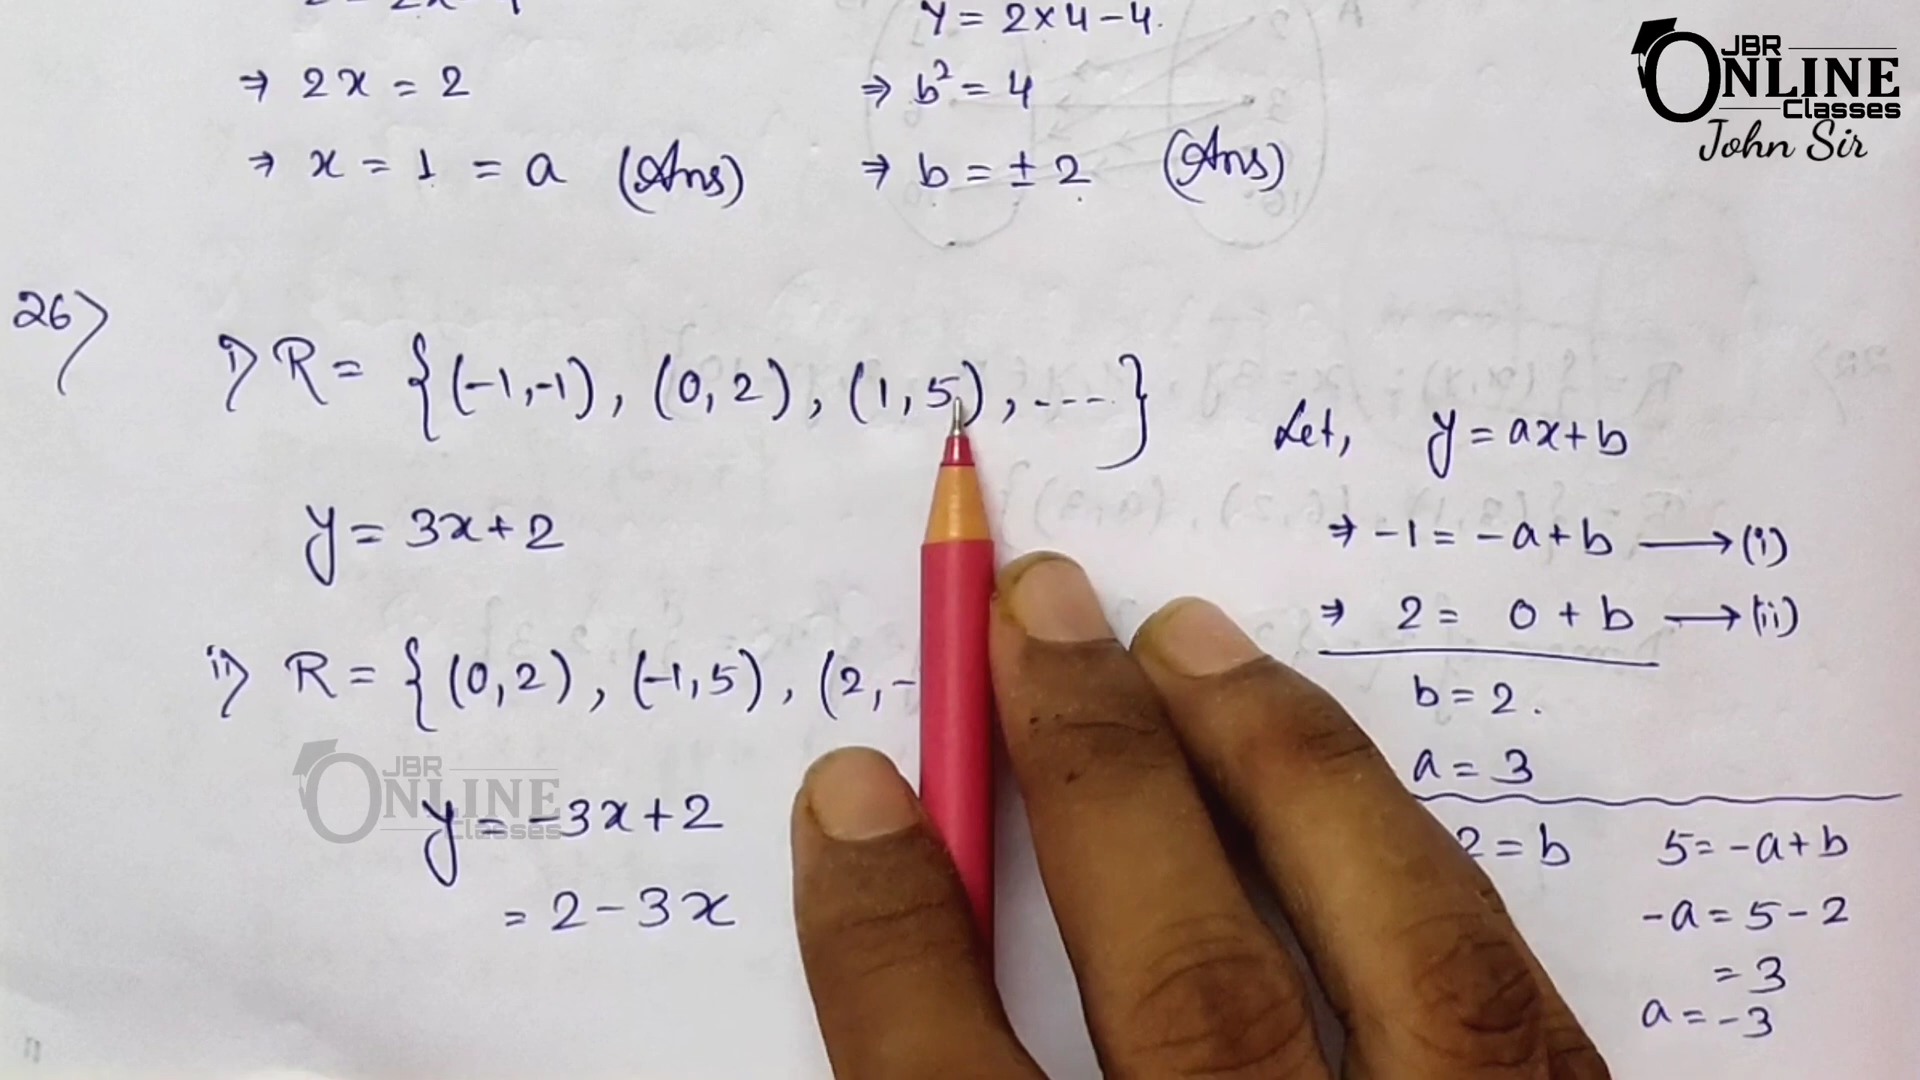 Y = 2×4-4.
⇒ 2x = 2
⇒ b² = 4
⇒ x = 1 = a (Ans)
⇒ b = ± 2 (Ans)
JBR
ONLINE
Classes
John Sir
26)
i) R = {(-1,-1), (0,2), (1,5), ....}
y = 3x+2
Let, y = ax+b
⇒ -1 = -a+b → (i)
⇒ 2 = 0 + b → (ii)
b = 2.
a = 3
ii) R = {(0,2), (-1,5), (2,-
JBR
ONLINE
Classes
y = -3x+2
= 2-3x
2 = b
5 = -a+b
-a = 5-2
= 3
a = -3